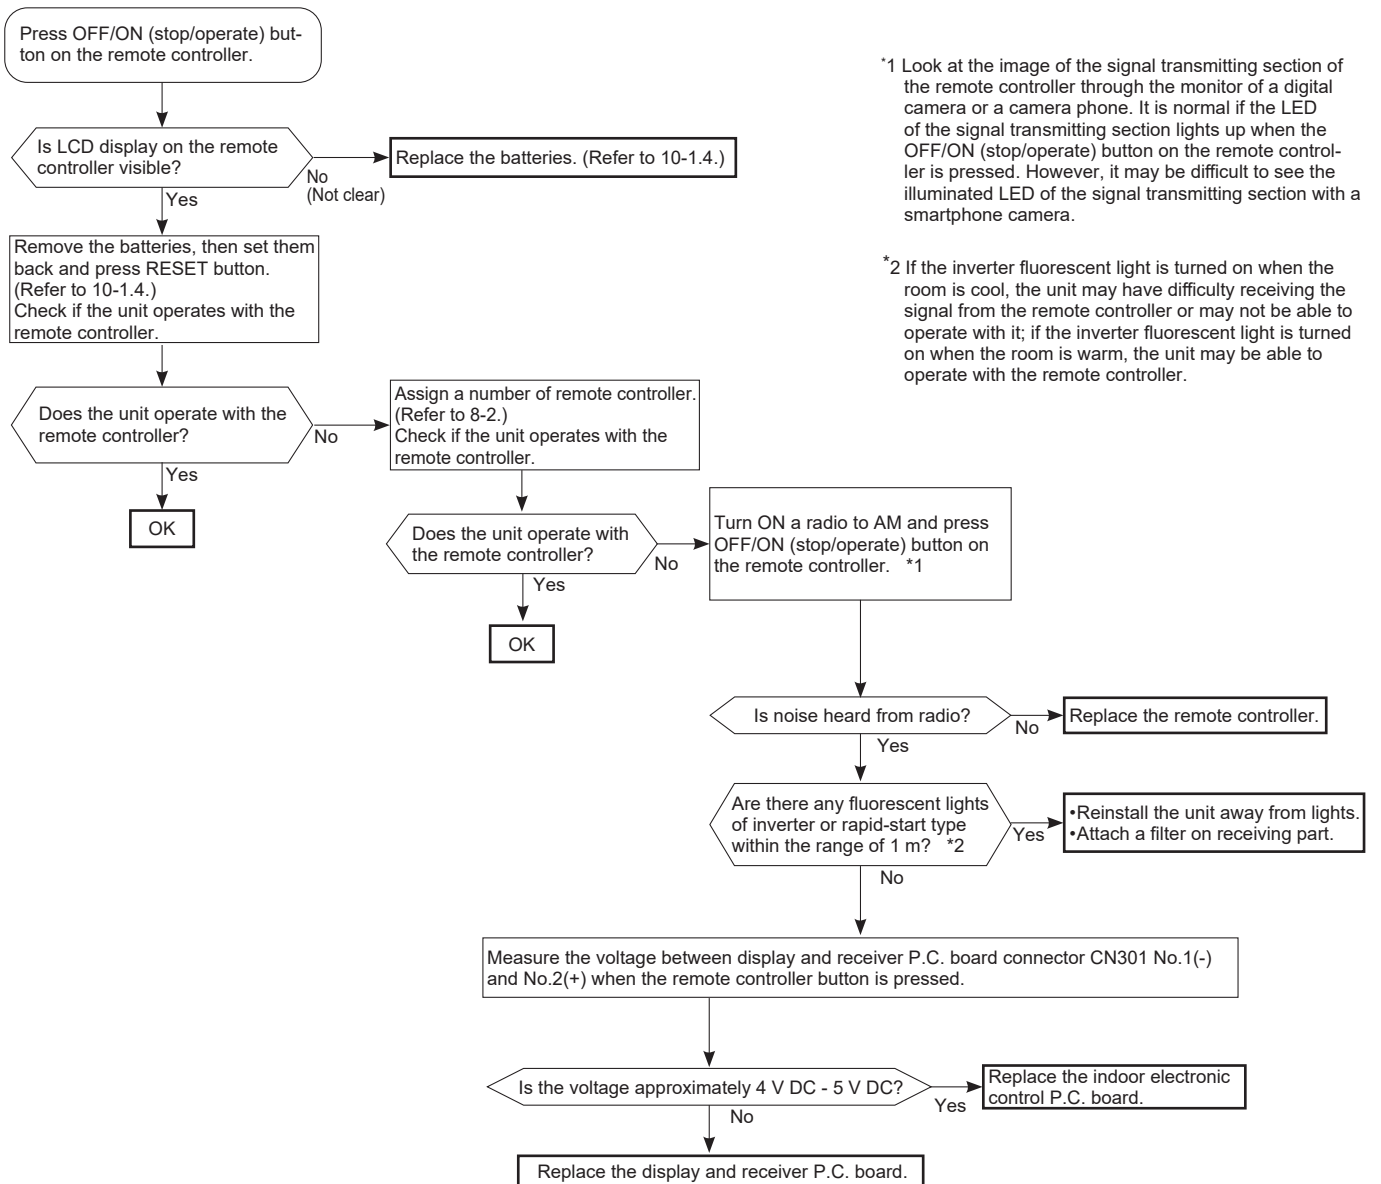 Press OFF/ON (stop/operate) but-
ton on the remote controller.
Is LCD display on the remote
controller visible?
No
(Not clear)
Replace the batteries. (Refer to 10-1.4.)
Yes
Remove the batteries, then set them
back and press RESET button.
(Refer to 10-1.4.)
Check if the unit operates with the
remote controller.
Does the unit operate with the
remote controller?
No
Yes
OK
Assign a number of remote controller.
(Refer to 8-2.)
Check if the unit operates with the
remote controller.
Does the unit operate with
the remote controller?
No
Yes
OK
Turn ON a radio to AM and press
OFF/ON (stop/operate) button on
the remote controller. *1
Is noise heard from radio?
No
Replace the remote controller.
Yes
Are there any fluorescent lights
of inverter or rapid-start type
within the range of 1 m? *2
Yes
•Reinstall the unit away from lights.
•Attach a filter on receiving part.
No
Measure the voltage between display and receiver P.C. board connector CN301 No.1(-)
and No.2(+) when the remote controller button is pressed.
Is the voltage approximately 4 V DC - 5 V DC?
Yes
Replace the indoor electronic
control P.C. board.
No
Replace the display and receiver P.C. board.
*1 Look at the image of the signal transmitting section of
the remote controller through the monitor of a digital
camera or a camera phone. It is normal if the LED
of the signal transmitting section lights up when the
OFF/ON (stop/operate) button on the remote control-
ler is pressed. However, it may be difficult to see the
illuminated LED of the signal transmitting section with a
smartphone camera.
*2 If the inverter fluorescent light is turned on when the
room is cool, the unit may have difficulty receiving the
signal from the remote controller or may not be able to
operate with it; if the inverter fluorescent light is turned
on when the room is warm, the unit may be able to
operate with the remote controller.